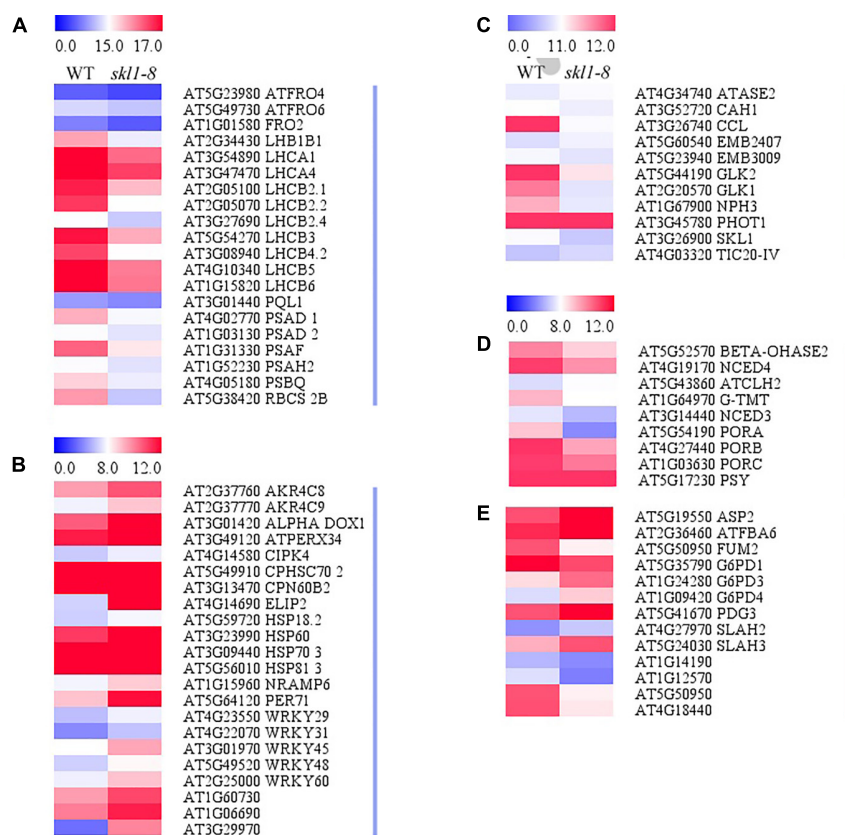 A
0.0 15.0 17.0
WT skl1-8
AT5G23980 ATFRO4
AT5G49730 ATFRO6
AT1G01580 FRO2
AT2G34430 LHB1B1
AT3G54890 LHCA1
AT3G47470 LHCA4
AT2G05100 LHCB2.1
AT2G05070 LHCB2.2
AT3G27690 LHCB2.4
AT5G54270 LHCB3
AT3G08940 LHCB4.2
AT4G10340 LHCB5
AT1G15820 LHCB6
AT3G01440 PQL1
AT4G02770 PSAD 1
AT1G03130 PSAD 2
AT1G31330 PSAF
AT1G52230 PSAH2
AT4G05180 PSBQ
AT5G38420 RBCS 2B
B
0.0 8.0 12.0
AT2G37760 AKR4C8
AT2G37770 AKR4C9
AT3G01420 ALPHA DOX1
AT3G49120 ATPERX34
AT4G14580 CIPK4
AT5G49910 CPHSC70 2
AT3G13470 CPN60B2
AT4G14690 ELIP2
AT5G59720 HSP18.2
AT3G23990 HSP60
AT3G09440 HSP70 3
AT5G56010 HSP81 3
AT1G15960 NRAMP6
AT5G64120 PER71
AT4G23550 WRKY29
AT4G22070 WRKY31
AT3G01970 WRKY45
AT5G49520 WRKY48
AT2G25000 WRKY60
AT1G60730
AT1G06690
AT3G29970
C
0.0 11.0 12.0
WT skl1-8
AT4G34740 ATASE2
AT3G52720 CAH1
AT3G26740 CCL
AT5G60540 EMB2407
AT5G23940 EMB3009
AT5G44190 GLK2
AT2G20570 GLK1
AT1G67900 NPH3
AT3G45780 PHOT1
AT3G26900 SKL1
AT4G03320 TIC20-IV
0.0 8.0 12.0
D
AT5G52570 BETA-OHASE2
AT4G19170 NCED4
AT5G43860 ATCLH2
AT1G64970 G-TMT
AT3G14440 NCED3
AT5G54190 PORA
AT4G27440 PORB
AT1G03630 PORC
AT5G17230 PSY
E
AT5G19550 ASP2
AT2G36460 ATFBA6
AT5G50950 FUM2
AT5G35790 G6PD1
AT1G24280 G6PD3
AT1G09420 G6PD4
AT5G41670 PDG3
AT4G27970 SLAH2
AT5G24030 SLAH3
AT1G14190
AT1G12570
AT5G50950
AT4G18440